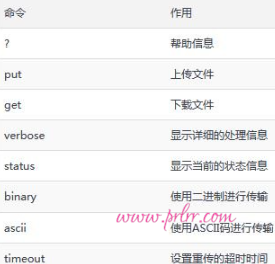 命令 作用
? 帮助信息
put 上传文件
get 下载文件
verbose 显示详细的处理信息
status 显示当前的状态信息
binary 使用二进制进行传输
www.prlrr.com
ascii 使用ASCII码进行传输
timeout 设置重传的超时时间